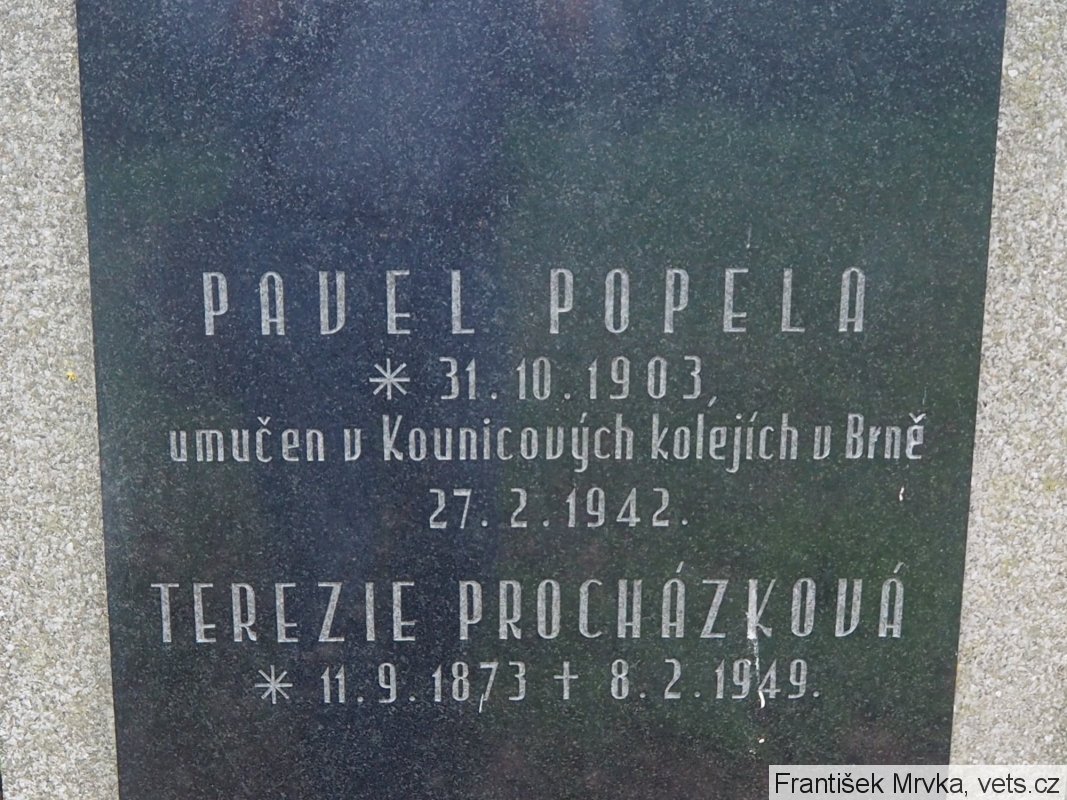 PAVEL POPELA
* 31.10.1903,
umučen v Kounicových kolejích v Brně
27.2.1942.
TEREZIE PROCHÁZKOVÁ
* 11.9.1873 + 8.2.1949.
František Mrvka, vets.cz